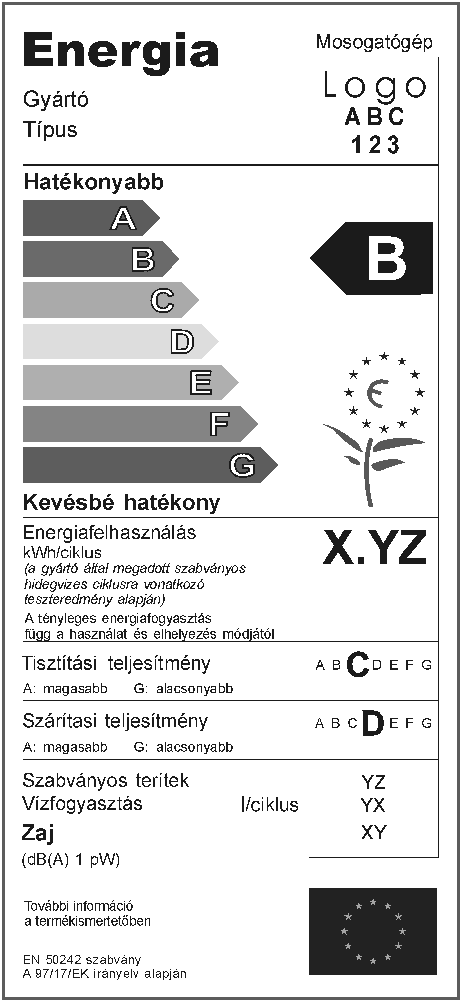 Energia
Mosogatógép
Gyártó
Típus
Logo
ABC
123
Hatékonyabb
A
B
C
D
E
F
G
B
Kevésbé hatékony
Energiafelhasználás
kWh/ciklus
(a gyártó által megadott szabványos
hidegvizes ciklusra vonatkozó
teszteredmény alapján)
A tényleges energiafogyasztás
függ a használat és elhelyezés módjától
X.YZ
Tisztítási teljesítmény
A: magasabb G: alacsonyabb
A B C D E F G
Szárítasi teljesítmény
A: magasabb G: alacsonyabb
A B C D E F G
Szabványos terítek YZ
Vízfogyasztás l/ciklus YX
Zaj XY
(dB(A) 1 pW)
További információ
a termékismertetőben
EN 50242 szabvány
A 97/17/EK irányelv alapján